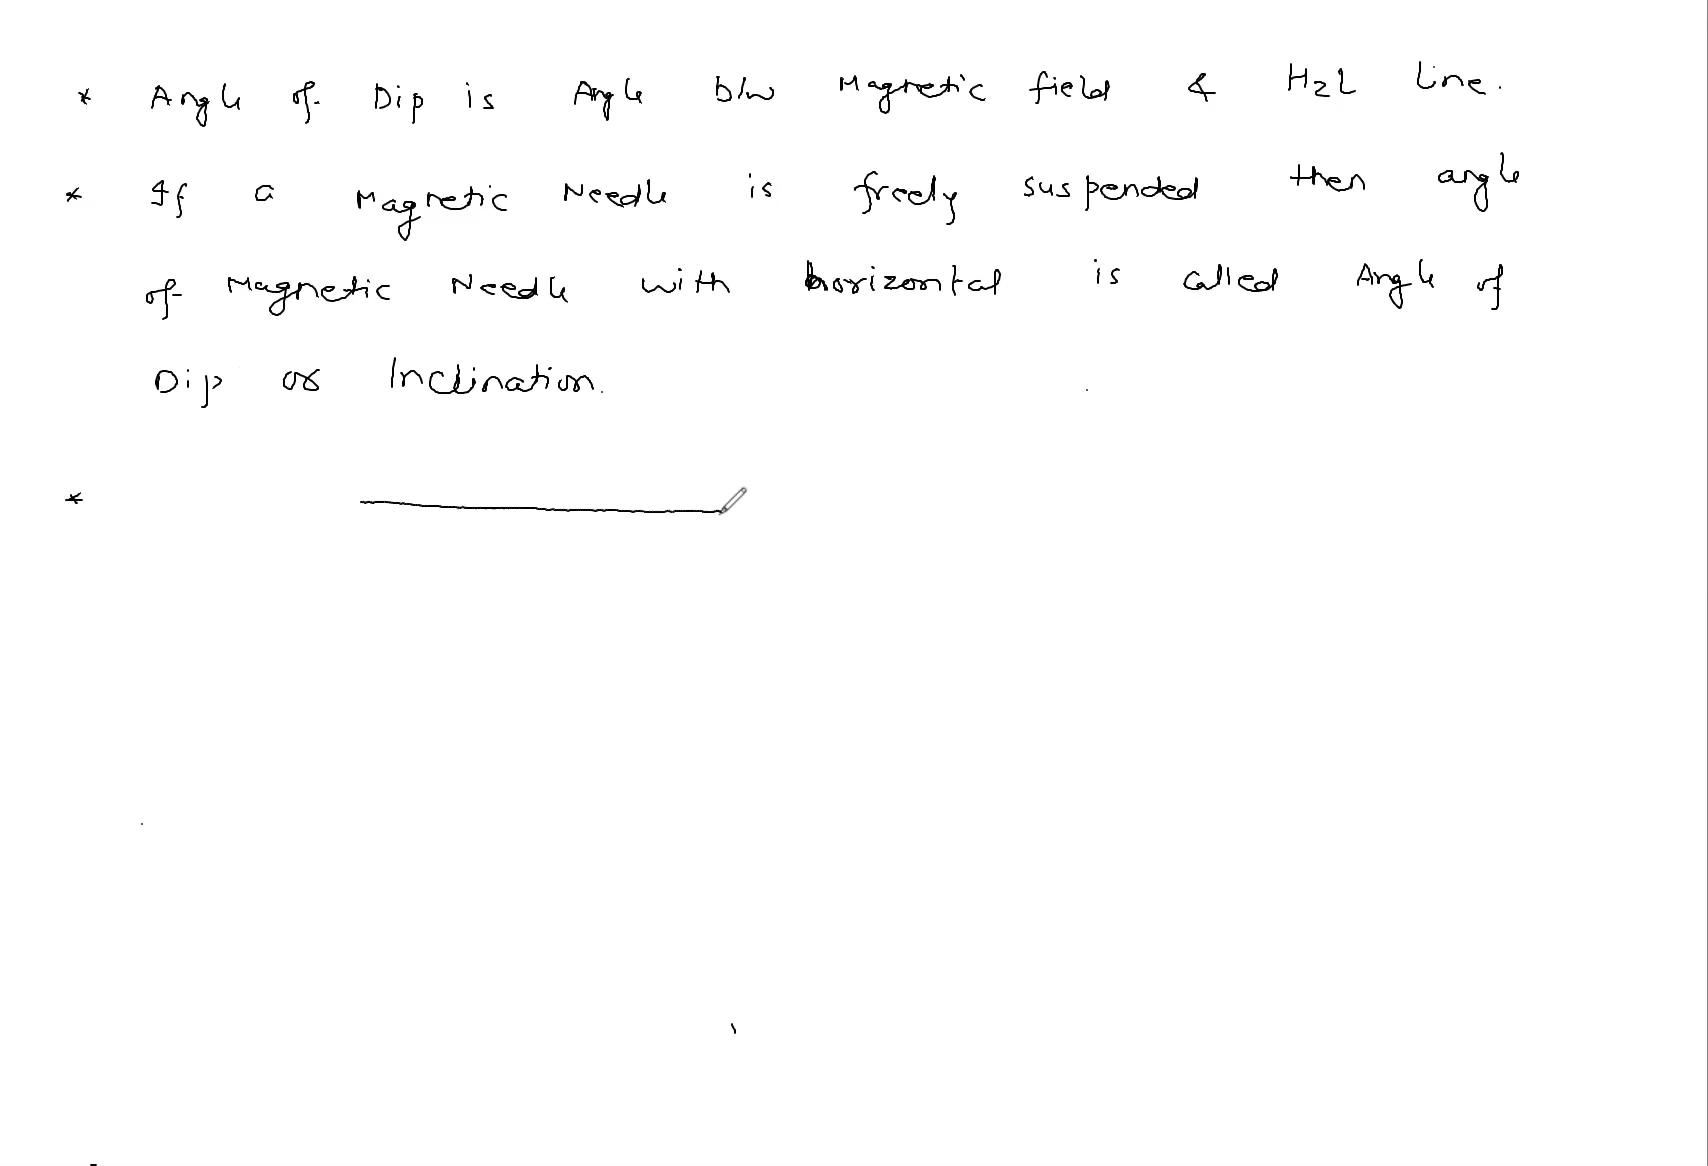 * Angle of Dip is Angle b/w Magnetic field & Hzl line.
* If a Magnetic Needle is freely suspended then angle
of Magnetic Needle with horizontal is called Angle of
Dip or Inclination.
*